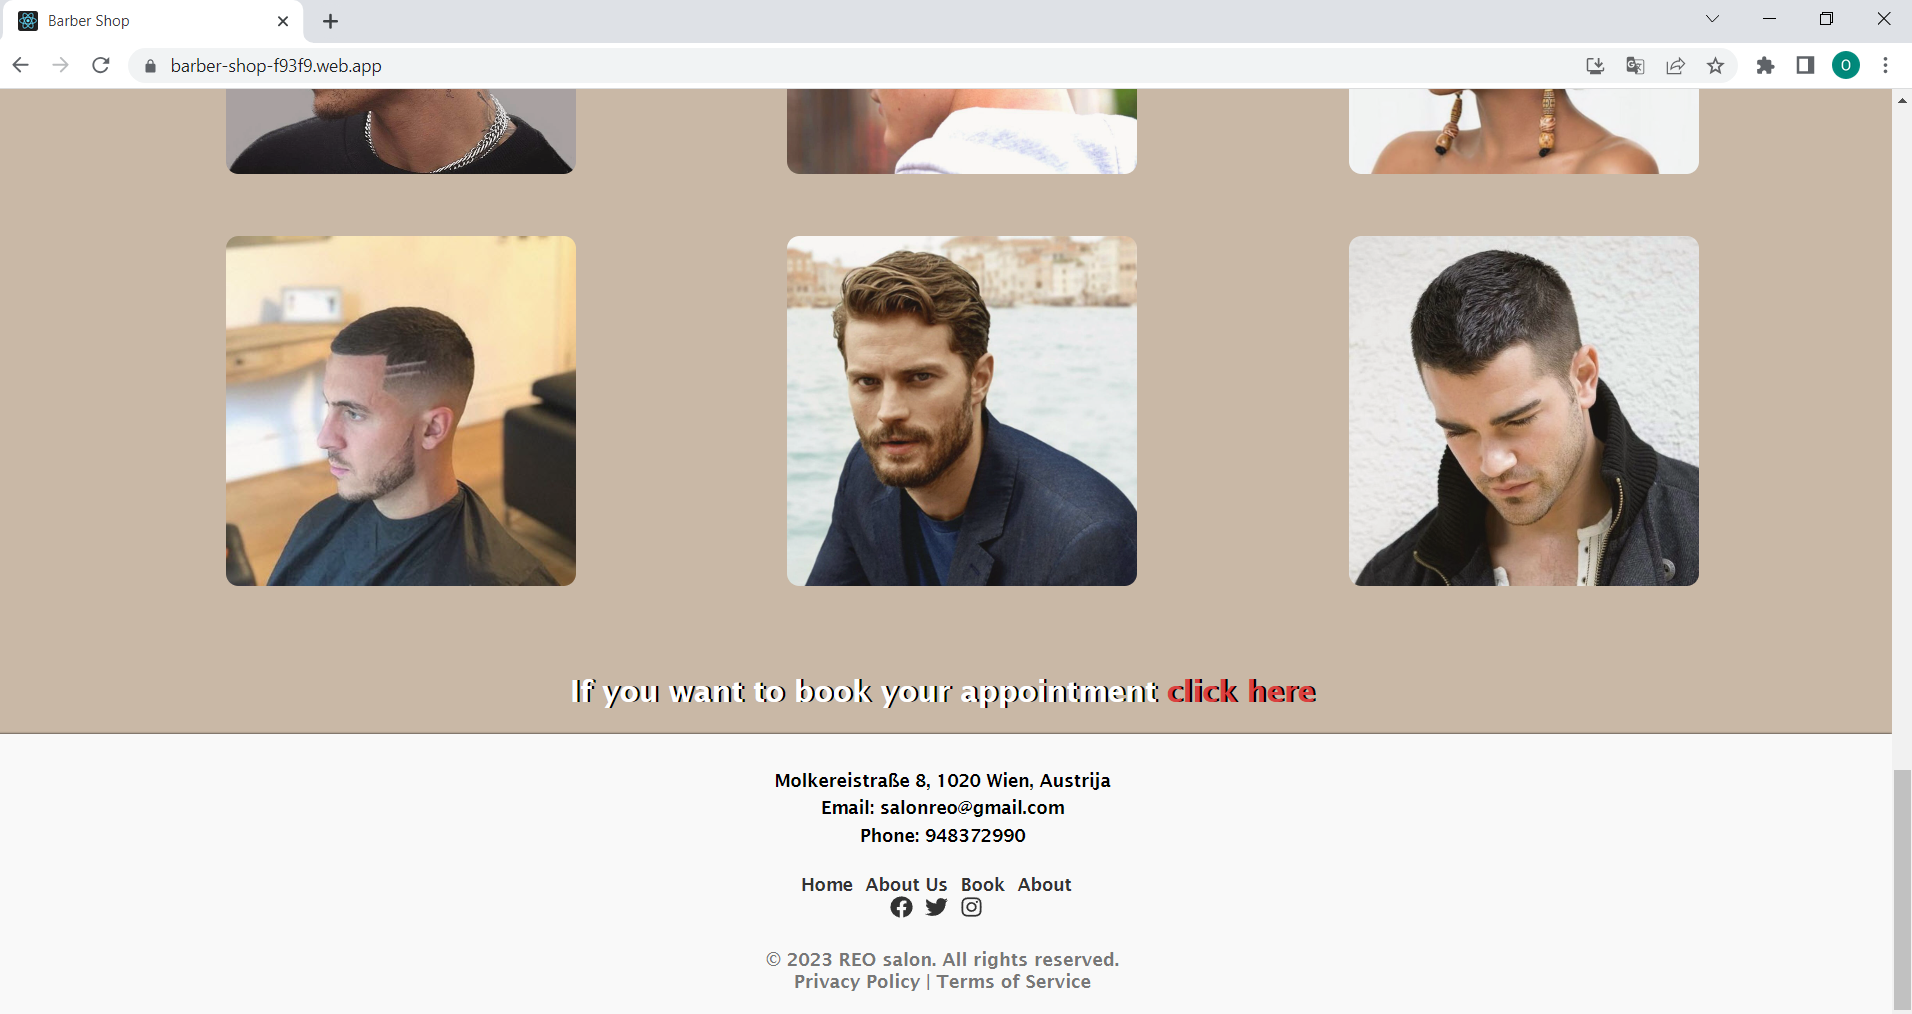 Barber Shop
barber-shop-f93f9.web.app
O
If you want to book your appointment click here
Molkereistraße 8, 1020 Wien, Austrija
Email: salonreo@gmail.com
Phone: 948372990
Home About Us Book About
© 2023 REO salon. All rights reserved.
Privacy Policy | Terms of Service